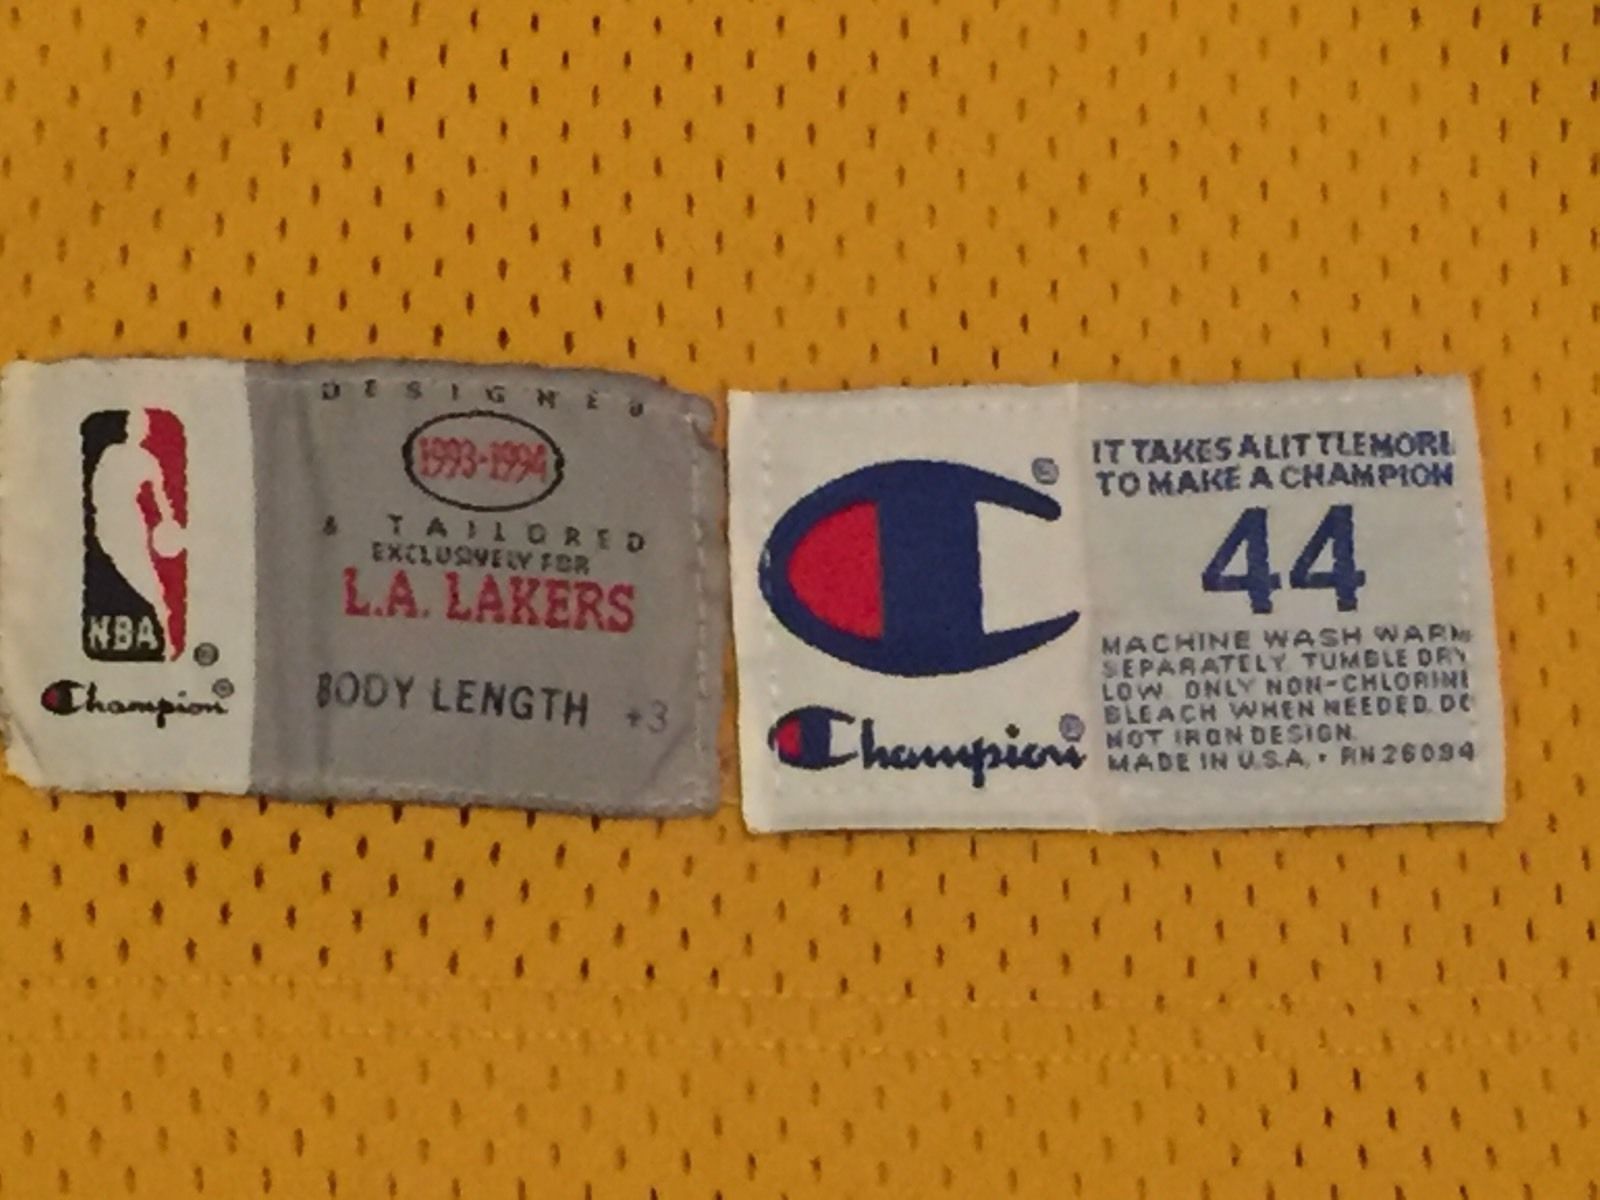 DESIGNED
1993-1994
& TAILORED
EXCLUSIVELY FOR
L.A. LAKERS
BODY LENGTH +3
NBA®
Champion®
®
Champion®
IT TAKES A LITTLE MORE
TO MAKE A CHAMPION
44
MACHINE WASH WARM
SEPARATELY. TUMBLE DRY
LOW. ONLY NON-CHLORINE
BLEACH WHEN NEEDED. DO
NOT IRON DESIGN.
MADE IN U.S.A. • RN 26094